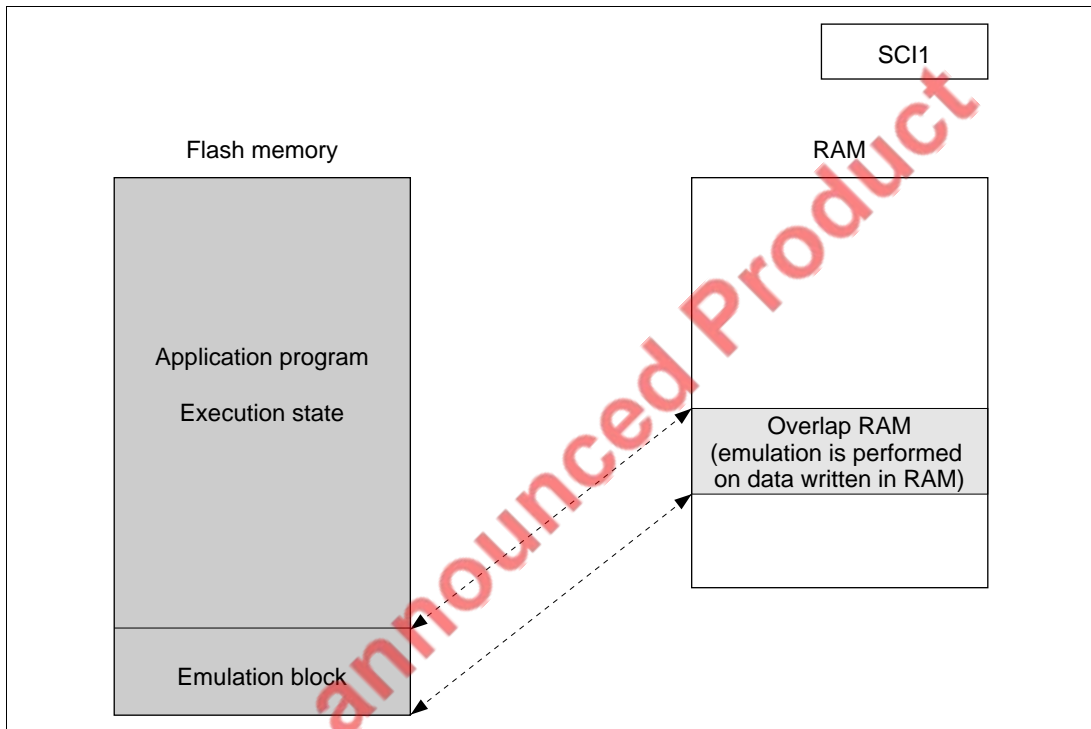 SCI1
Flash memory
RAM
Application program
Execution state
Overlap RAM
(emulation is performed
on data written in RAM)
Emulation block
announced Product